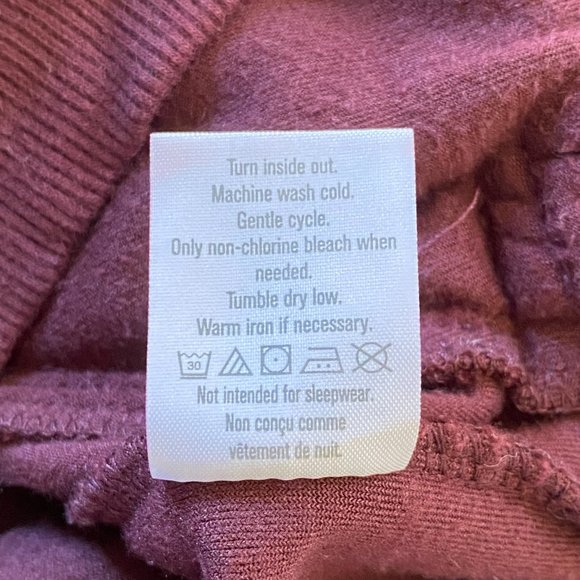 Turn inside out.
Machine wash cold.
Gentle cycle.
Only non-chlorine bleach when
needed.
Tumble dry low.
Warm iron if necessary.
30
Not intended for sleepwear.
Non conçu comme
vêtement de nuit.